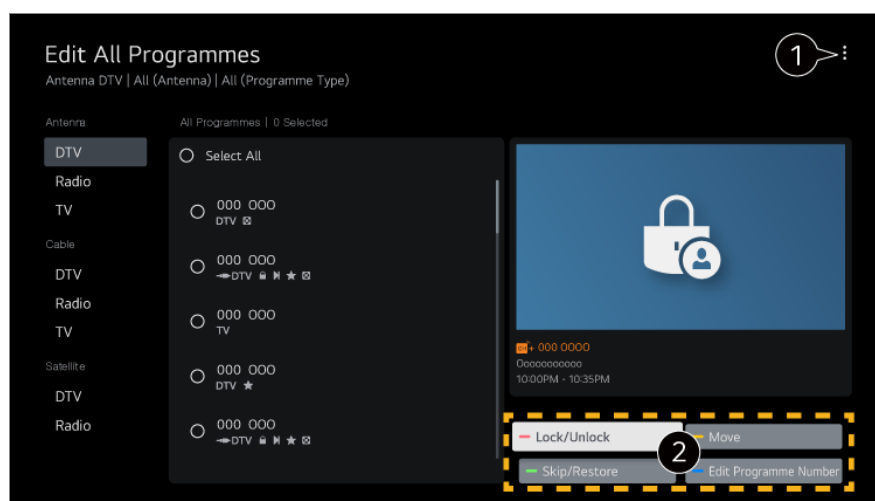 Edit All Programmes
1
Antenna DTV | All (Antenna) | All (Programme Type)
Antenna
All Programmes | 0 Selected
DTV
Radio
TV
Cable
DTV
Radio
TV
Satellite
DTV
Radio
Select All
000 000
DTV
000 000
DTV
000 000
TV
000 000
DTV
000 000
DTV
+ 000 0000
Ooooooooooo
10:00PM - 10:35PM
Lock/Unlock
Move
2
Skip/Restore
Edit Programme Number